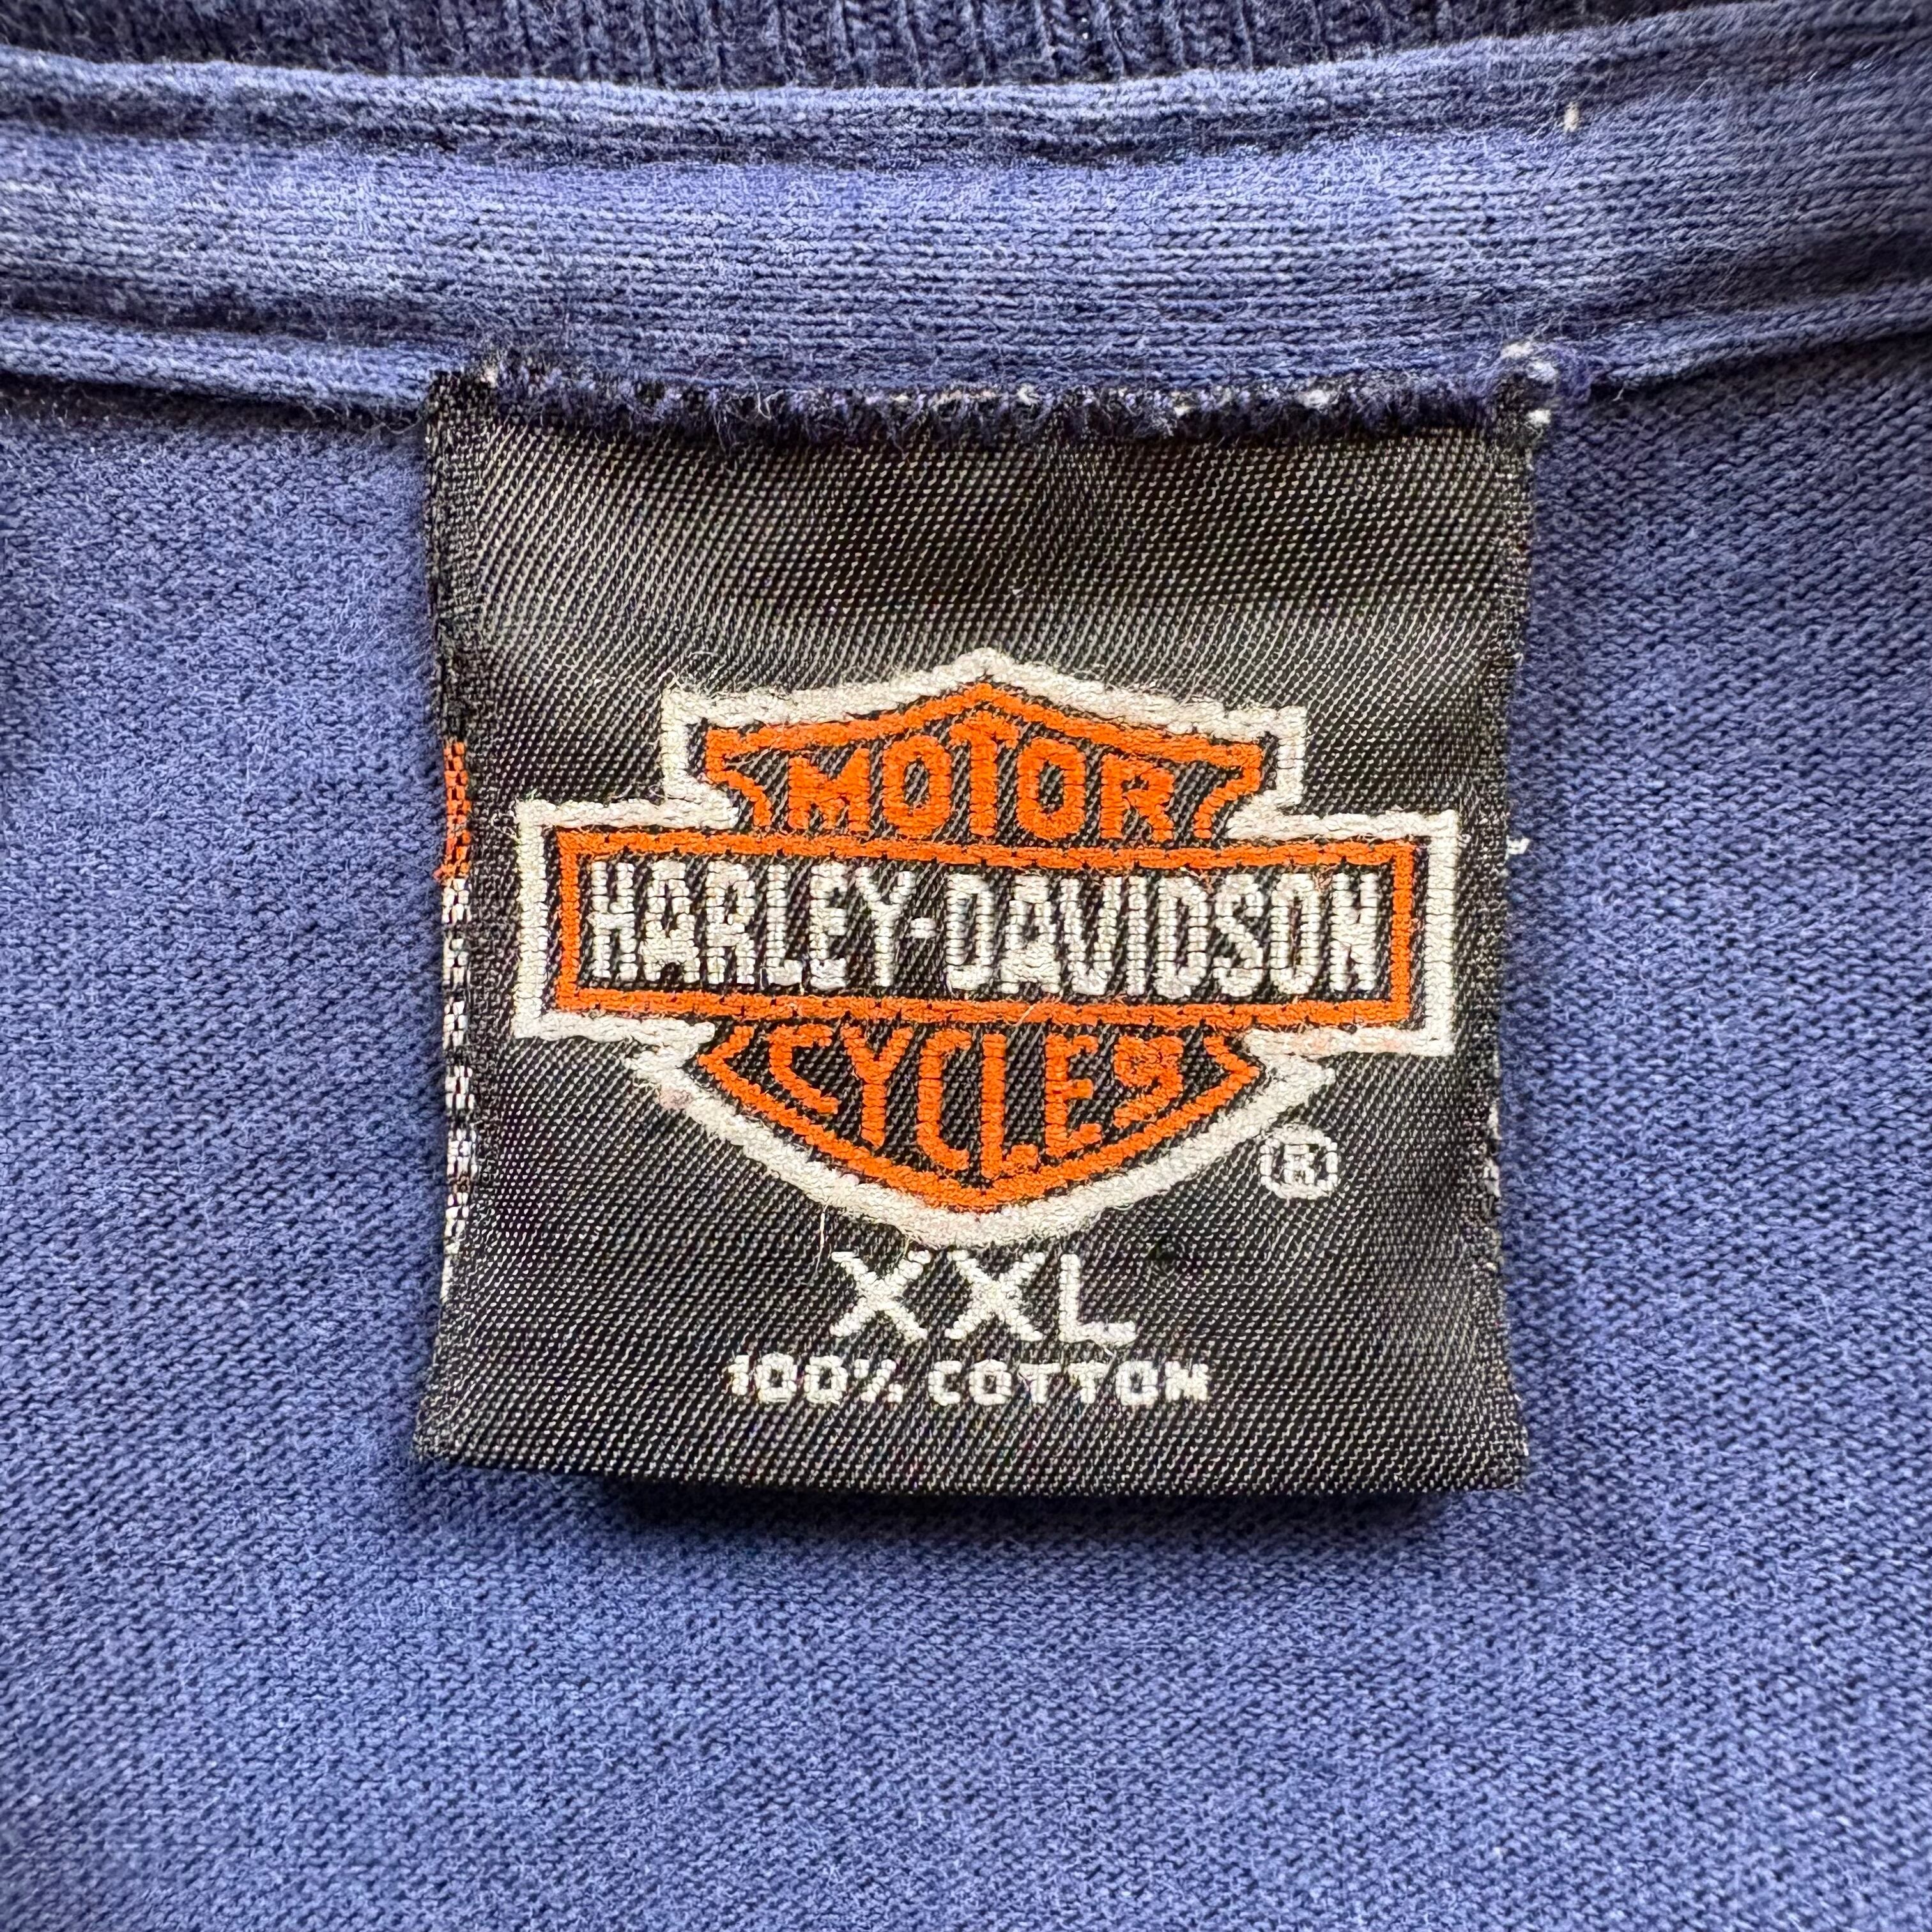 MOTOR
HARLEY-DAVIDSON
CYCLES
®
XXL
100% COTTON